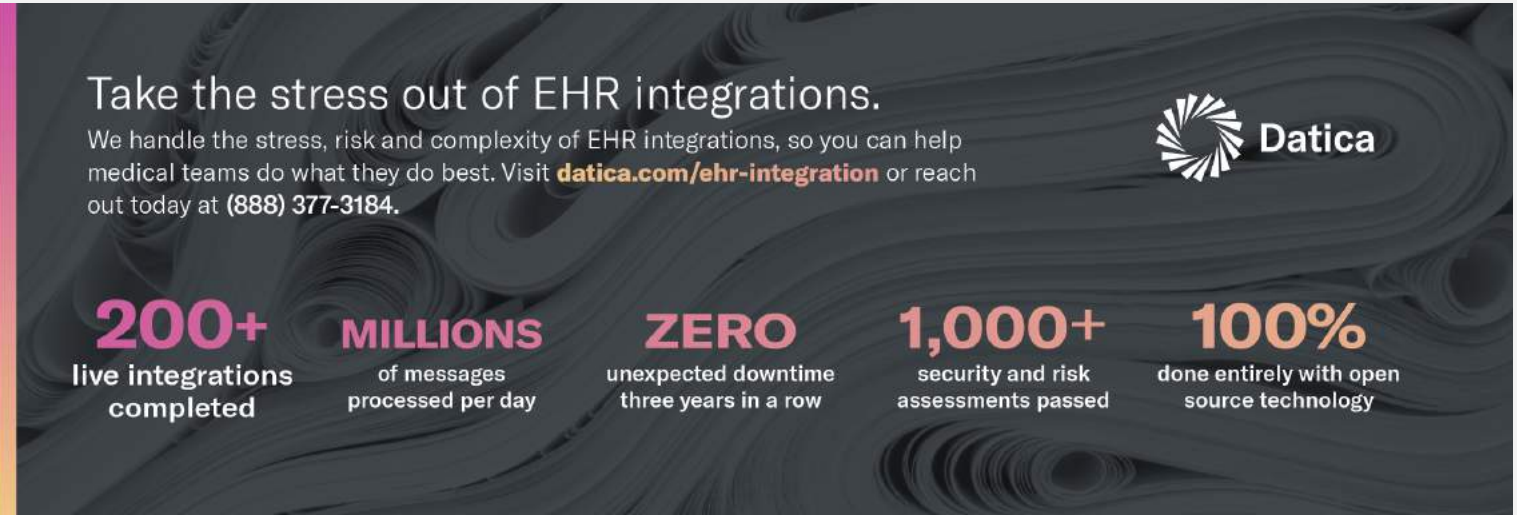 Take the stress out of EHR integrations.
We handle the stress, risk and complexity of EHR integrations, so you can help
medical teams do what they do best. Visit datica.com/ehr-integration or reach
out today at (888) 377-3184.
Datica
200+
live integrations
completed
MILLIONS
of messages
processed per day
ZERO
unexpected downtime
three years in a row
1,000+
security and risk
assessments passed
100%
done entirely with open
source technology